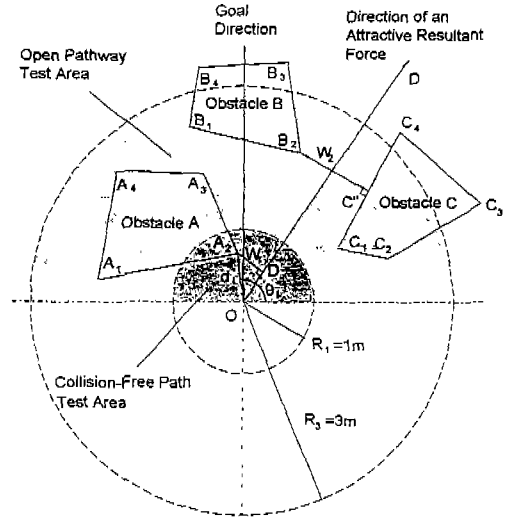 Goal
Direction
Direction of an
Attractive Resultant
Force
Open Pathway
Test Area
D
B₄
B₃
Obstacle B
B₁
B₂
W₂
C₄
C"
Obstacle C
C₃
C₁
C₂
A₄
A₃
Obstacle A
A₂
A₁
W₁
D
d₁
θ₁
O
R₁ =1m
Collision-Free Path
Test Area
R₃ =3m